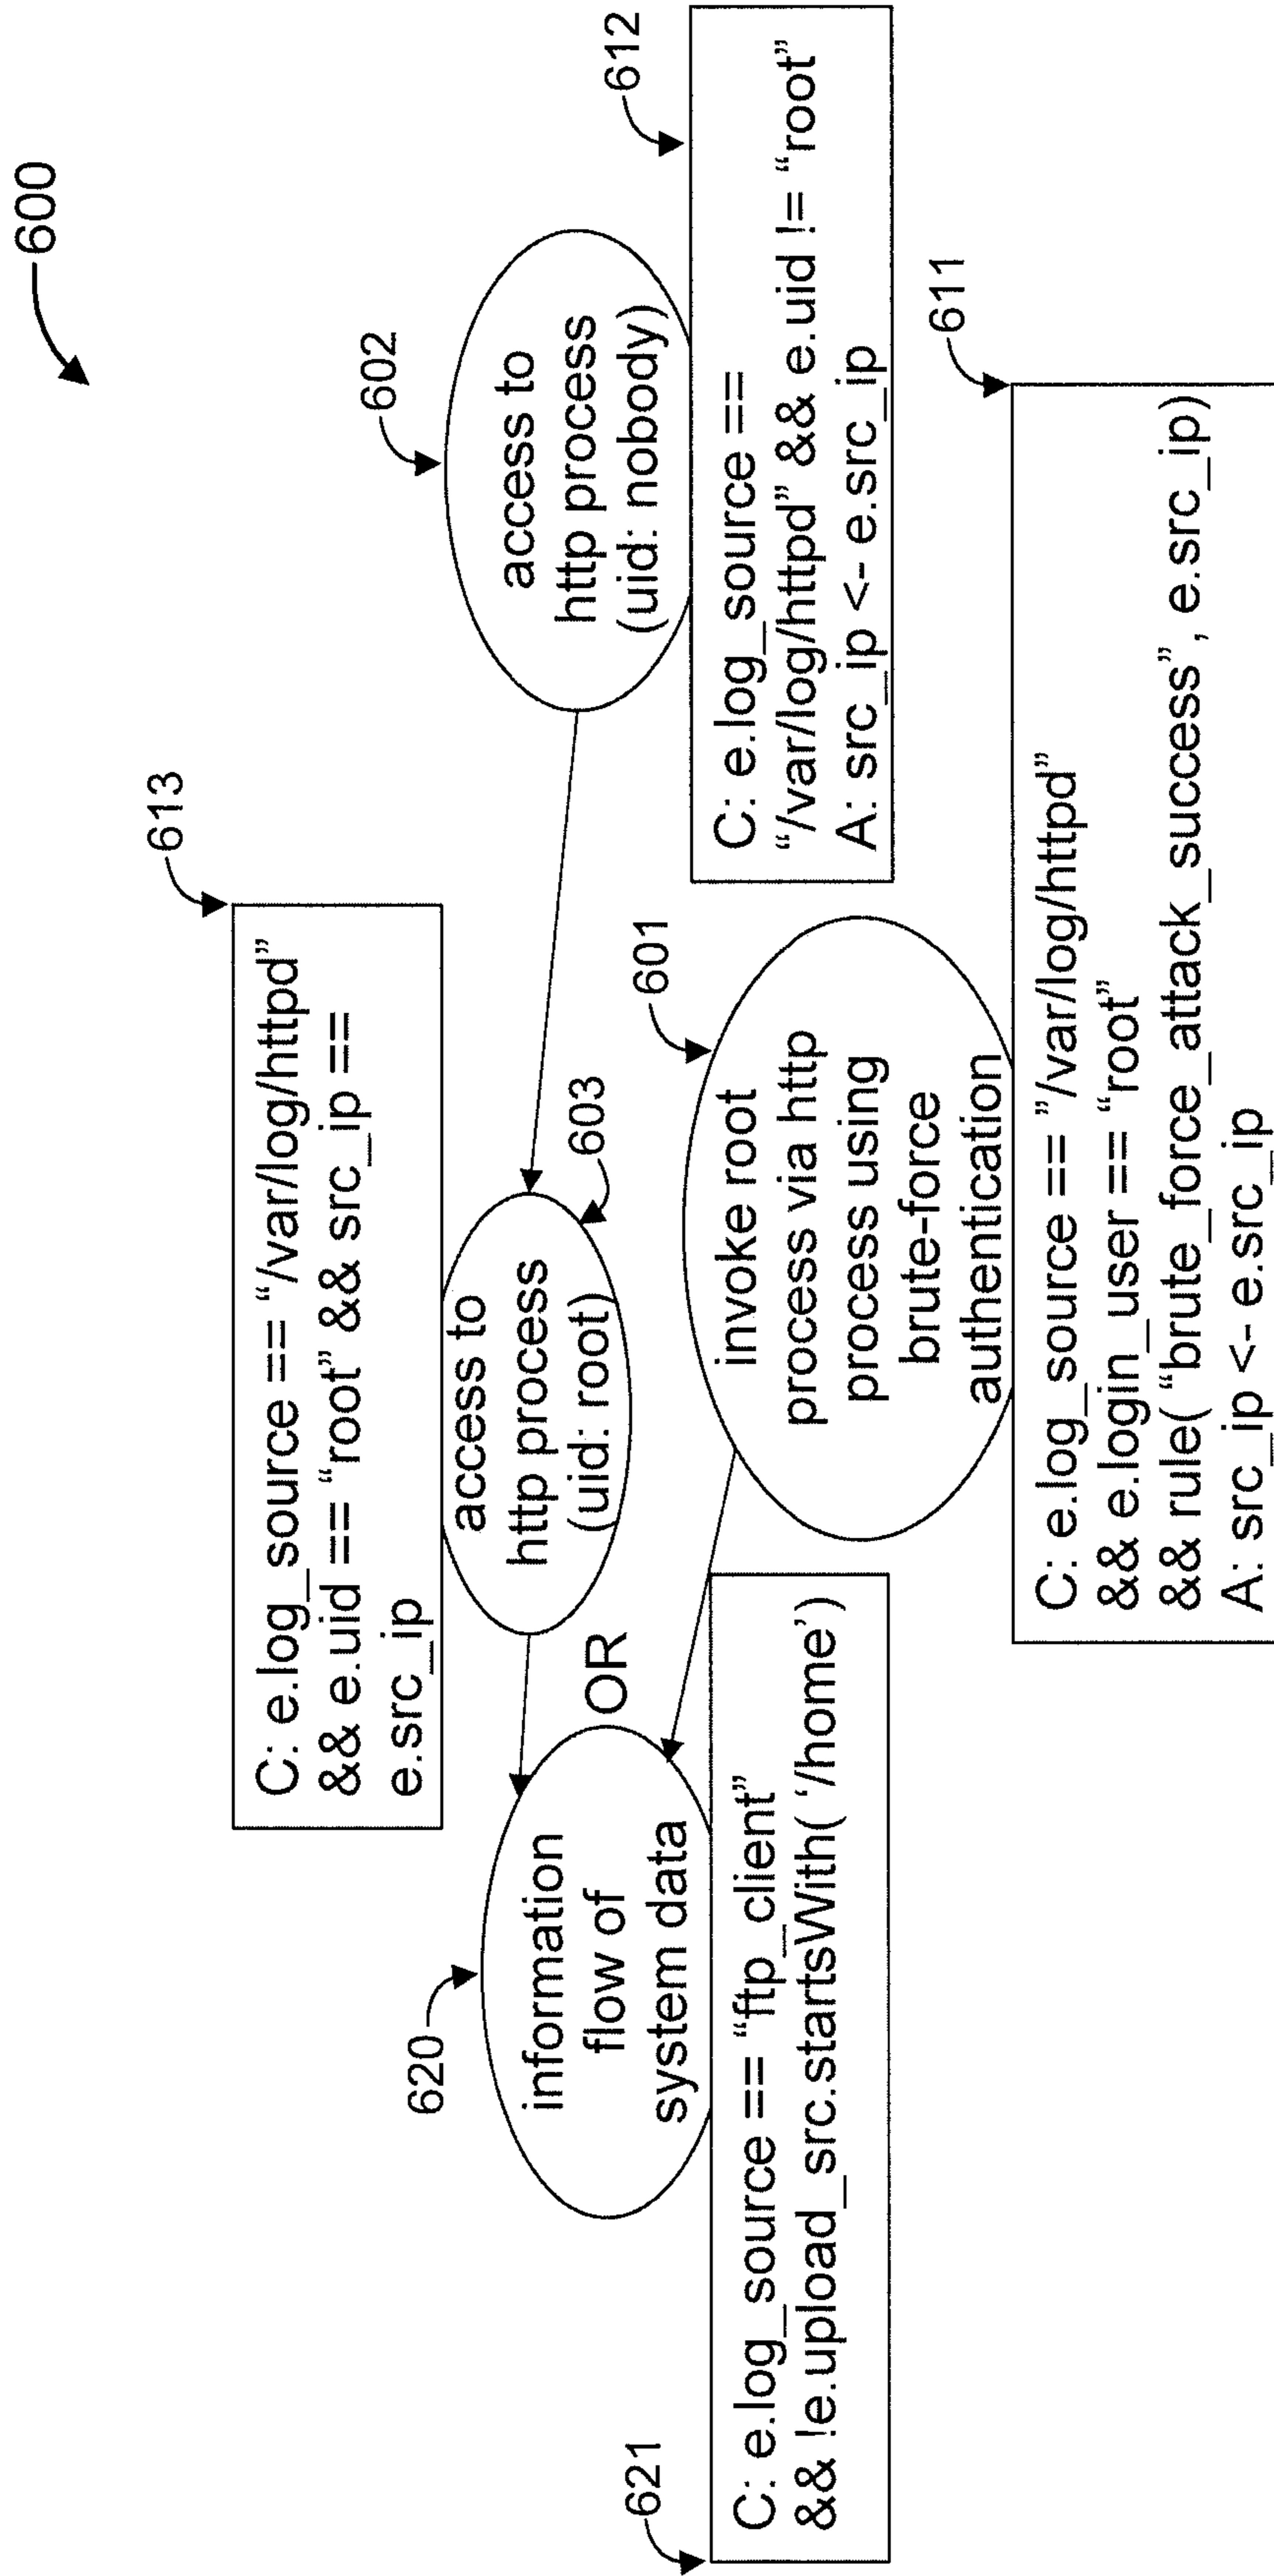 600
613
C: e.log_source == “/var/log/httpd”
&& e.uid == “root” && src_ip ==
e.src_ip
602
access to
http process
(uid: nobody)
612
C: e.log_source ==
“/var/log/httpd” && e.uid != “root”
A: src_ip <- e.src_ip
access to
http process
(uid: root)
603
620
information
flow of
system data
OR
601
invoke root
process via http
process using
brute-force
authentication
621
C: e.log_source == “ftp_client”
&& !e.upload_src.startsWith( ‘/home’)
611
C: e.log_source == ”/var/log/httpd”
&& e.login_user == “root”
&& rule( “brute_force_attack_success”, e.src_ip)
A: src_ip <- e.src_ip